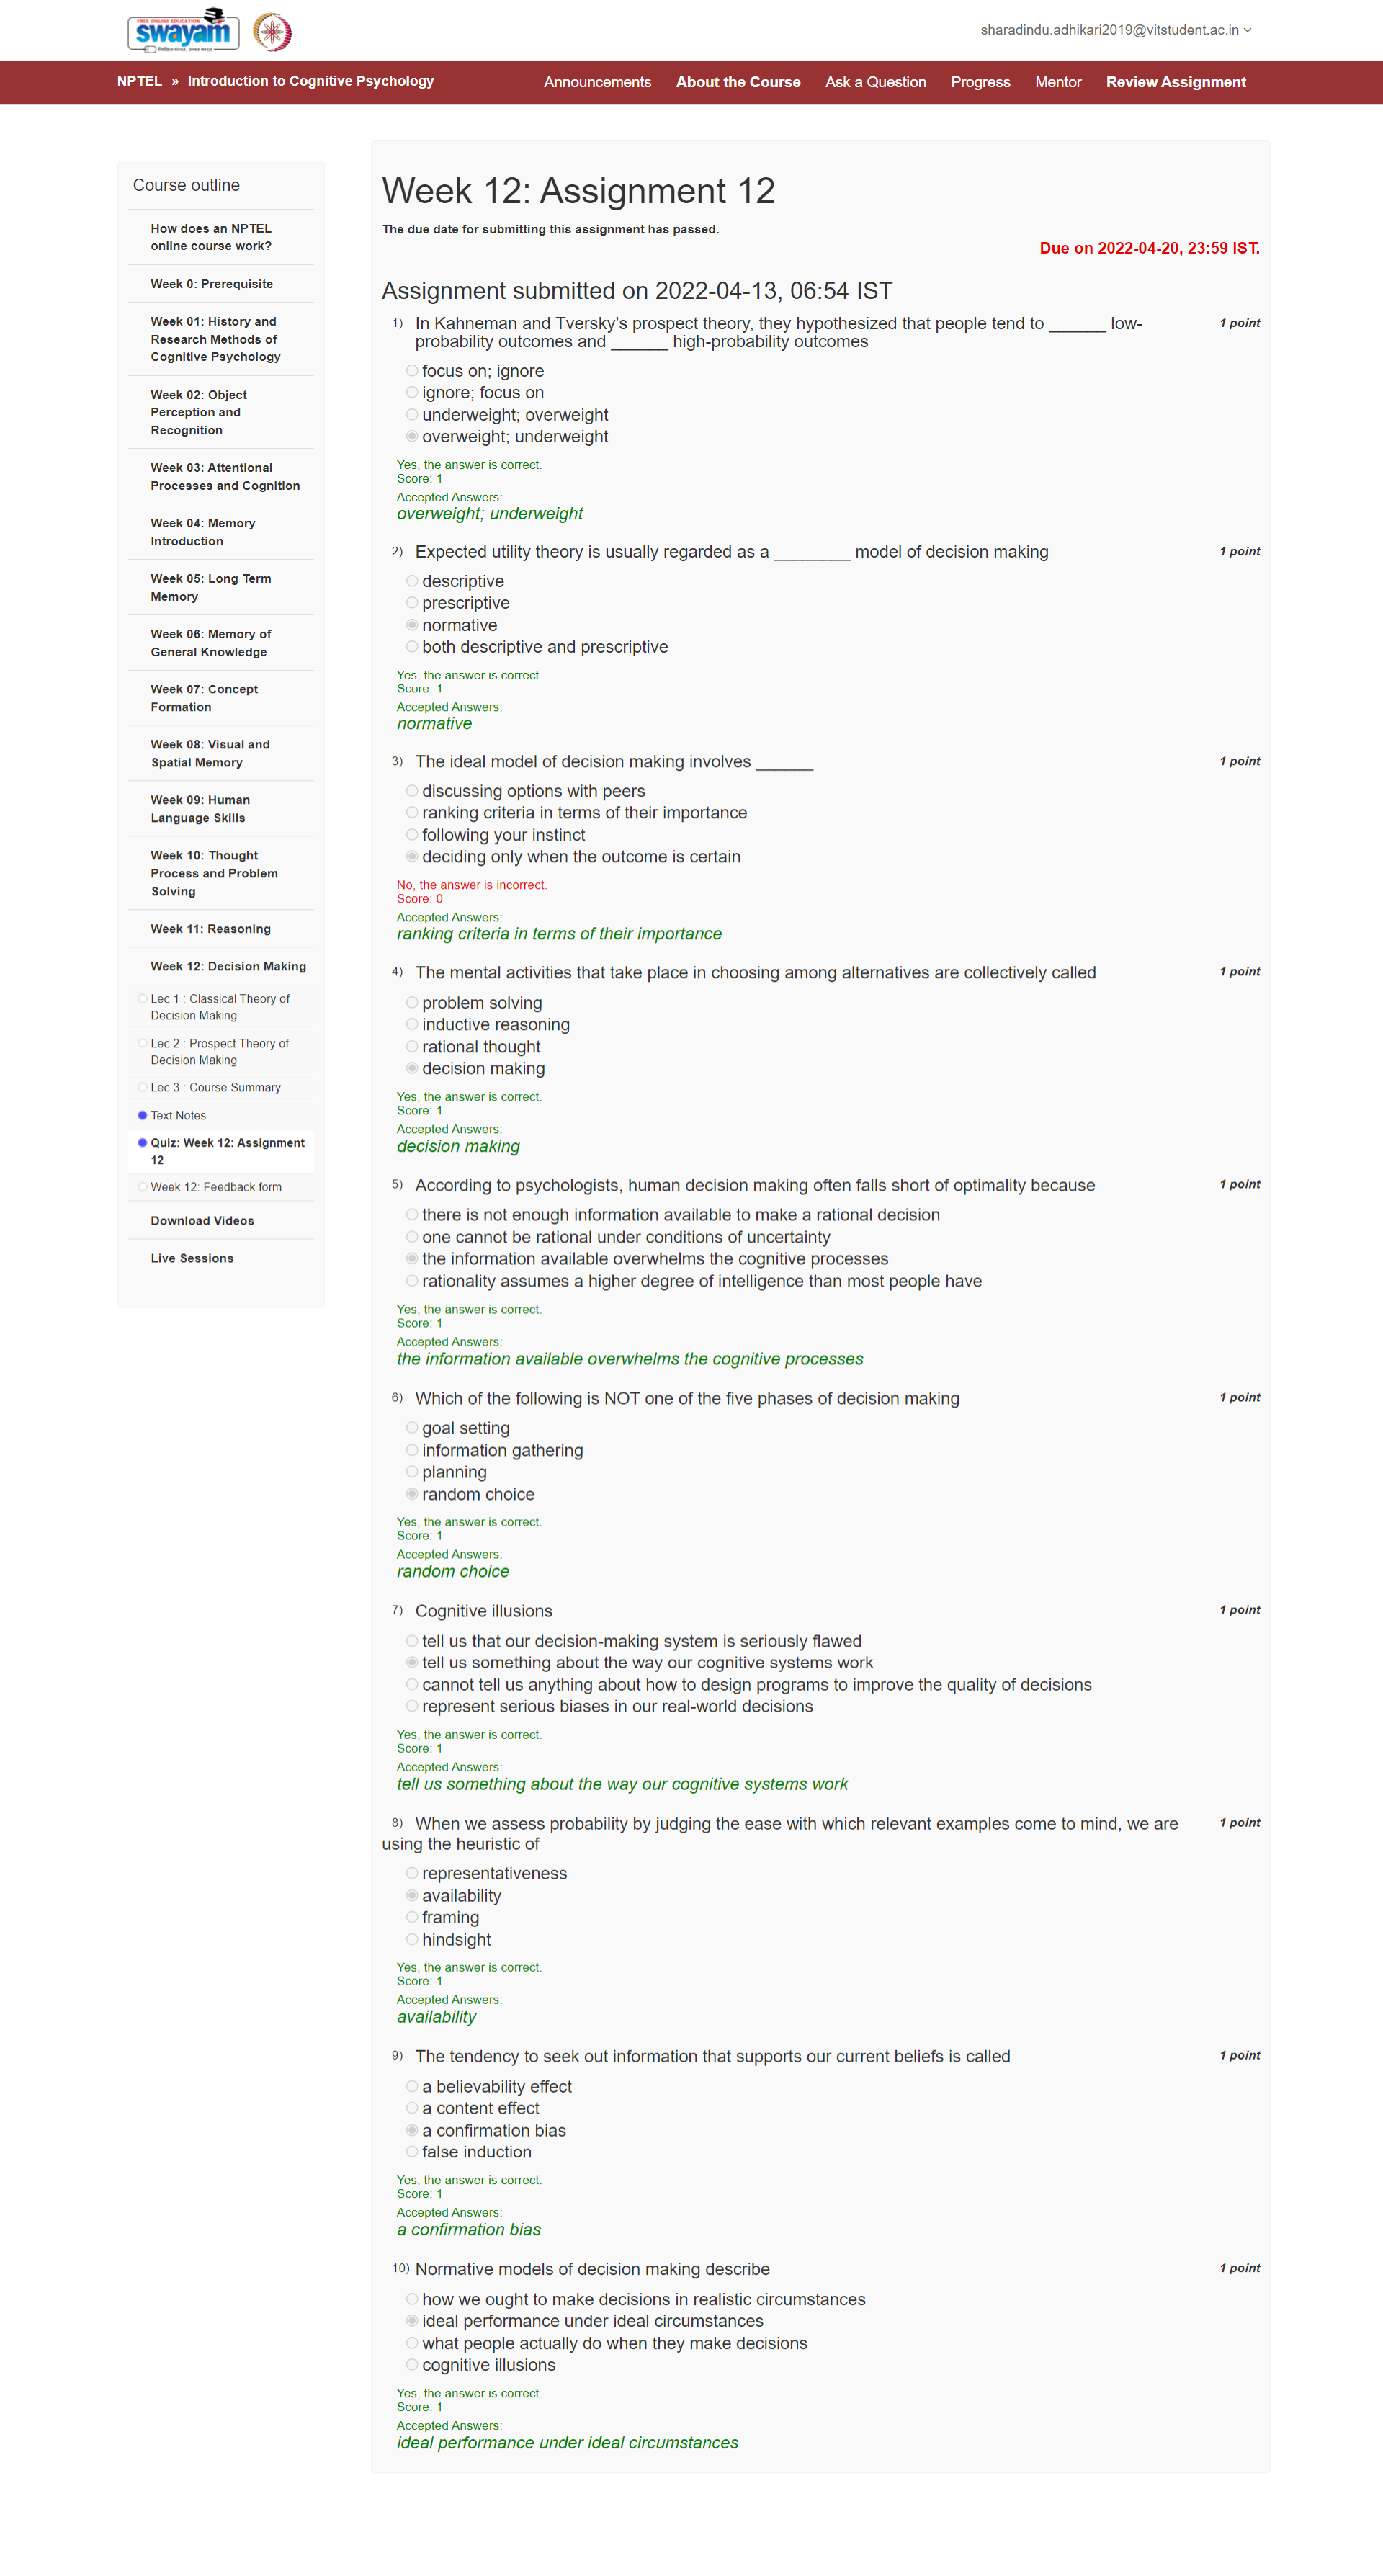 FREE ONLINE EDUCATION
swayam
शिक्षित भारत, उन्नत भारत
sharadindu.adhikari2019@vitstudent.ac.in
NPTEL » Introduction to Cognitive Psychology
Announcements About the Course Ask a Question Progress Mentor Review Assignment
Course outline
How does an NPTEL
online course work?
Week 0: Prerequisite
Week 01: History and
Research Methods of
Cognitive Psychology
Week 02: Object
Perception and
Recognition
Week 03: Attentional
Processes and Cognition
Week 04: Memory
Introduction
Week 05: Long Term
Memory
Week 06: Memory of
General Knowledge
Week 07: Concept
Formation
Week 08: Visual and
Spatial Memory
Week 09: Human
Language Skills
Week 10: Thought
Process and Problem
Solving
Week 11: Reasoning
Week 12: Decision Making
Lec 1 : Classical Theory of
Decision Making
Lec 2 : Prospect Theory of
Decision Making
Lec 3 : Course Summary
Text Notes
Quiz: Week 12: Assignment
12
Week 12: Feedback form
Download Videos
Live Sessions
Week 12: Assignment 12
The due date for submitting this assignment has passed.
Due on 2022-04-20, 23:59 IST.
Assignment submitted on 2022-04-13, 06:54 IST
1) In Kahneman and Tversky’s prospect theory, they hypothesized that people tend to ______ low- 1 point
probability outcomes and ______ high-probability outcomes
focus on; ignore
ignore; focus on
underweight; overweight
overweight; underweight
Yes, the answer is correct.
Score: 1
Accepted Answers:
overweight; underweight
2) Expected utility theory is usually regarded as a ________ model of decision making 1 point
descriptive
prescriptive
normative
both descriptive and prescriptive
Yes, the answer is correct.
Score: 1
Accepted Answers:
normative
3) The ideal model of decision making involves ______ 1 point
discussing options with peers
ranking criteria in terms of their importance
following your instinct
deciding only when the outcome is certain
No, the answer is incorrect.
Score: 0
Accepted Answers:
ranking criteria in terms of their importance
4) The mental activities that take place in choosing among alternatives are collectively called 1 point
problem solving
inductive reasoning
rational thought
decision making
Yes, the answer is correct.
Score: 1
Accepted Answers:
decision making
5) According to psychologists, human decision making often falls short of optimality because 1 point
there is not enough information available to make a rational decision
one cannot be rational under conditions of uncertainty
the information available overwhelms the cognitive processes
rationality assumes a higher degree of intelligence than most people have
Yes, the answer is correct.
Score: 1
Accepted Answers:
the information available overwhelms the cognitive processes
6) Which of the following is NOT one of the five phases of decision making 1 point
goal setting
information gathering
planning
random choice
Yes, the answer is correct.
Score: 1
Accepted Answers:
random choice
7) Cognitive illusions 1 point
tell us that our decision-making system is seriously flawed
tell us something about the way our cognitive systems work
cannot tell us anything about how to design programs to improve the quality of decisions
represent serious biases in our real-world decisions
Yes, the answer is correct.
Score: 1
Accepted Answers:
tell us something about the way our cognitive systems work
8) When we assess probability by judging the ease with which relevant examples come to mind, we are 1 point
using the heuristic of
representativeness
availability
framing
hindsight
Yes, the answer is correct.
Score: 1
Accepted Answers:
availability
9) The tendency to seek out information that supports our current beliefs is called 1 point
a believability effect
a content effect
a confirmation bias
false induction
Yes, the answer is correct.
Score: 1
Accepted Answers:
a confirmation bias
10) Normative models of decision making describe 1 point
how we ought to make decisions in realistic circumstances
ideal performance under ideal circumstances
what people actually do when they make decisions
cognitive illusions
Yes, the answer is correct.
Score: 1
Accepted Answers:
ideal performance under ideal circumstances